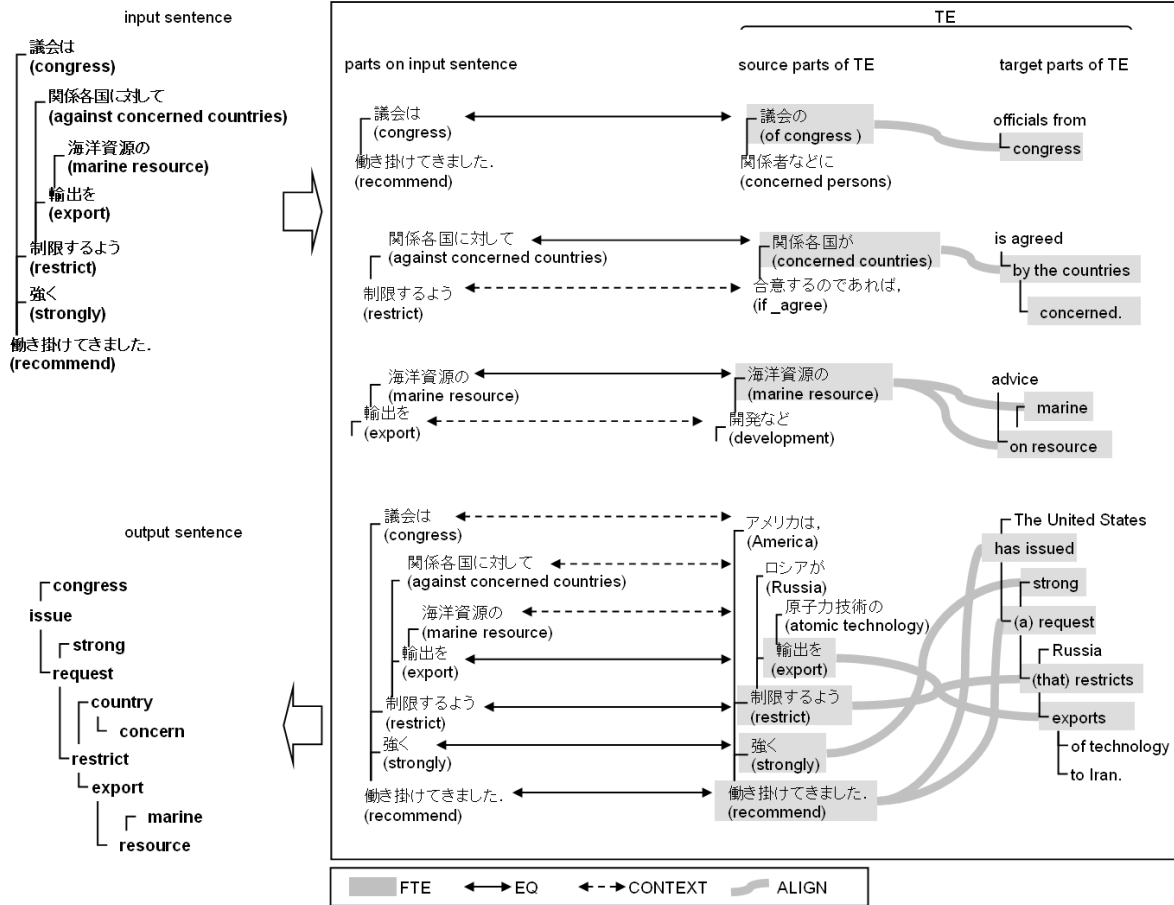 input sentence
議会は
(congress)
関係各国に対して
(against concerned countries)
海洋資源の
(marine resource)
輸出を
(export)
制限するよう
(restrict)
強く
(strongly)
働き掛けてきました.
(recommend)
TE
parts on input sentence
source parts of TE
target parts of TE
議会は
(congress)
働き掛けてきました.
(recommend)
議会の
(of congress )
関係者などに
(concerned persons)
officials from
congress
関係各国に対して
(against concerned countries)
制限するよう
(restrict)
関係各国が
(concerned countries)
合意するのであれば,
(if _agree)
is agreed
by the countries
concerned.
海洋資源の
(marine resource)
輸出を
(export)
海洋資源の
(marine resource)
開発など
(development)
advice
marine
on resource
議会は
(congress)
関係各国に対して
(against concerned countries)
海洋資源の
(marine resource)
輸出を
(export)
制限するよう
(restrict)
強く
(strongly)
働き掛けてきました.
(recommend)
アメリカは,
(America)
ロシアが
(Russia)
原子力技術の
(atomic technology)
輸出を
(export)
制限するよう
(restrict)
強く
(strongly)
働き掛けてきました.
(recommend)
The United States
has issued
strong
(a) request
Russia
(that) restricts
exports
of technology
to Iran.
output sentence
congress
issue
strong
request
country
concern
restrict
export
marine
resource
FTE
EQ
CONTEXT
ALIGN